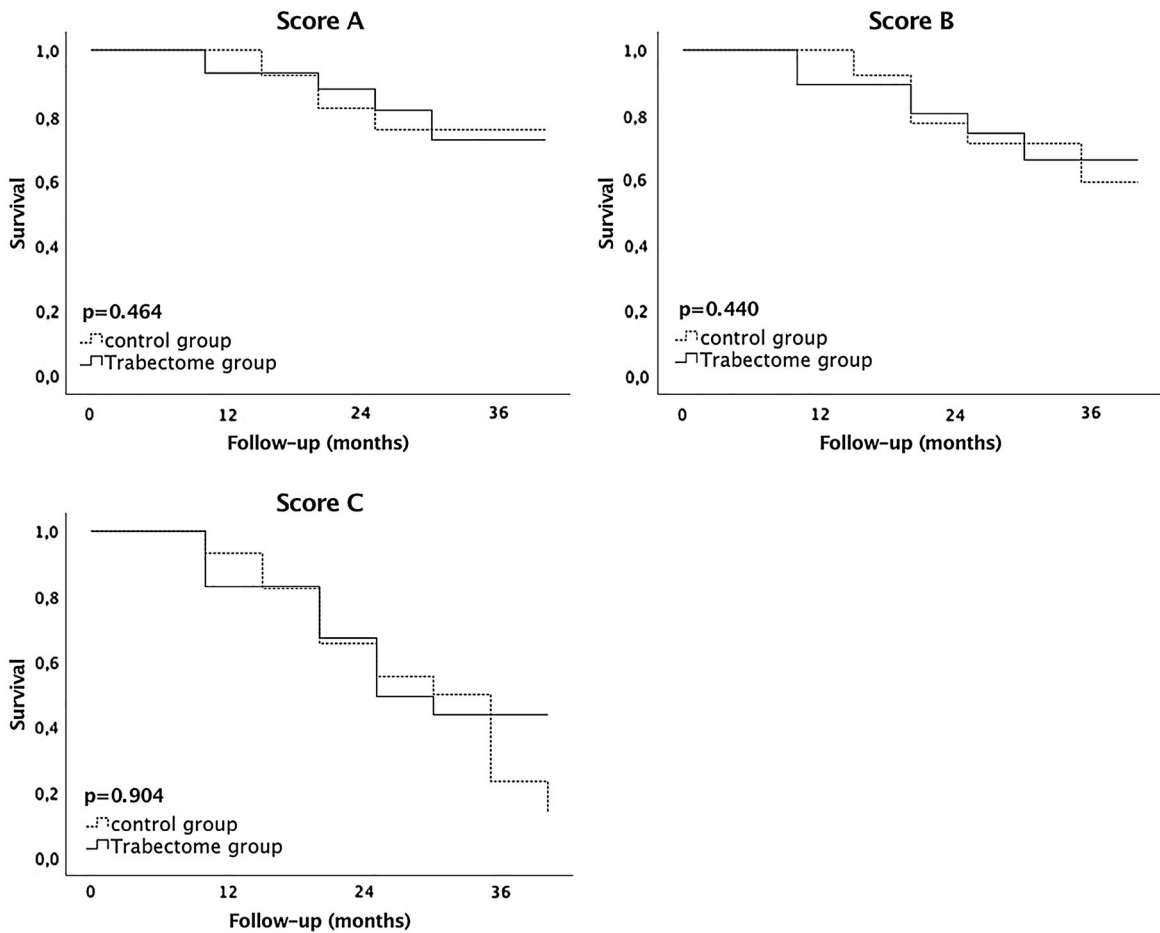 Score A
1,0
0,8
0,6
0,4
0,2
0,0
Survival
p=0.464
control group
Trabectome group
0 12 24 36
Follow-up (months)
Score B
1,0
0,8
0,6
0,4
0,2
0,0
Survival
p=0.440
control group
Trabectome group
0 12 24 36
Follow-up (months)
Score C
1,0
0,8
0,6
0,4
0,2
0,0
Survival
p=0.904
control group
Trabectome group
0 12 24 36
Follow-up (months)